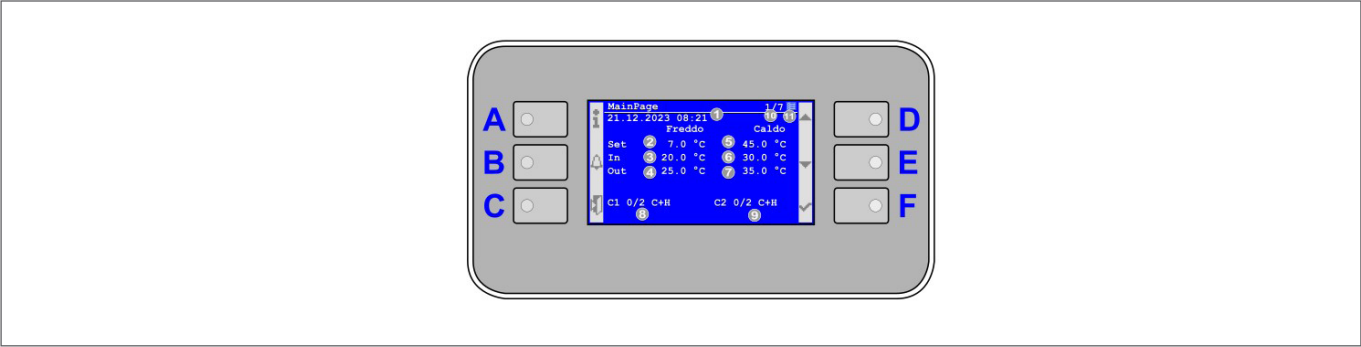 MainPage 1/7
21.12.2023 08:21 1 10 11
Freddo Caldo
A D
Set 2 7.0 °C 5 45.0 °C
In 3 20.0 °C 6 30.0 °C
B E
Out 4 25.0 °C 7 35.0 °C
C1 0/2 C+H C2 0/2 C+H
C F
8 9